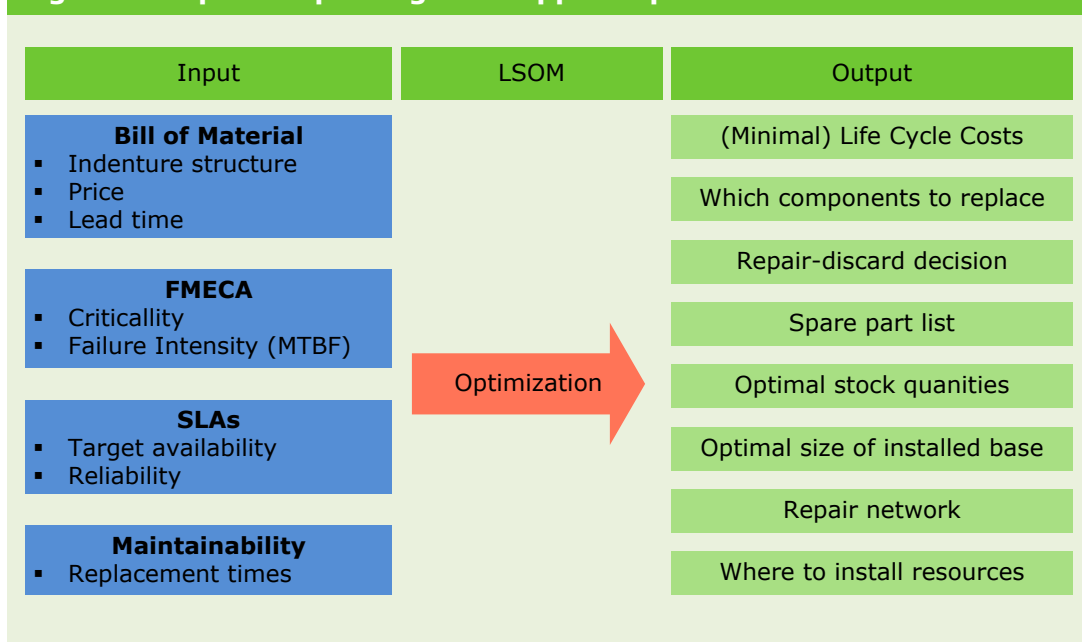 Input
LSOM
Output
Bill of Material
▪ Indenture structure
▪ Price
▪ Lead time
FMECA
▪ Criticallity
▪ Failure Intensity (MTBF)
SLAs
▪ Target availability
▪ Reliability
Maintainability
▪ Replacement times
Optimization
(Minimal) Life Cycle Costs
Which components to replace
Repair-discard decision
Spare part list
Optimal stock quanities
Optimal size of installed base
Repair network
Where to install resources